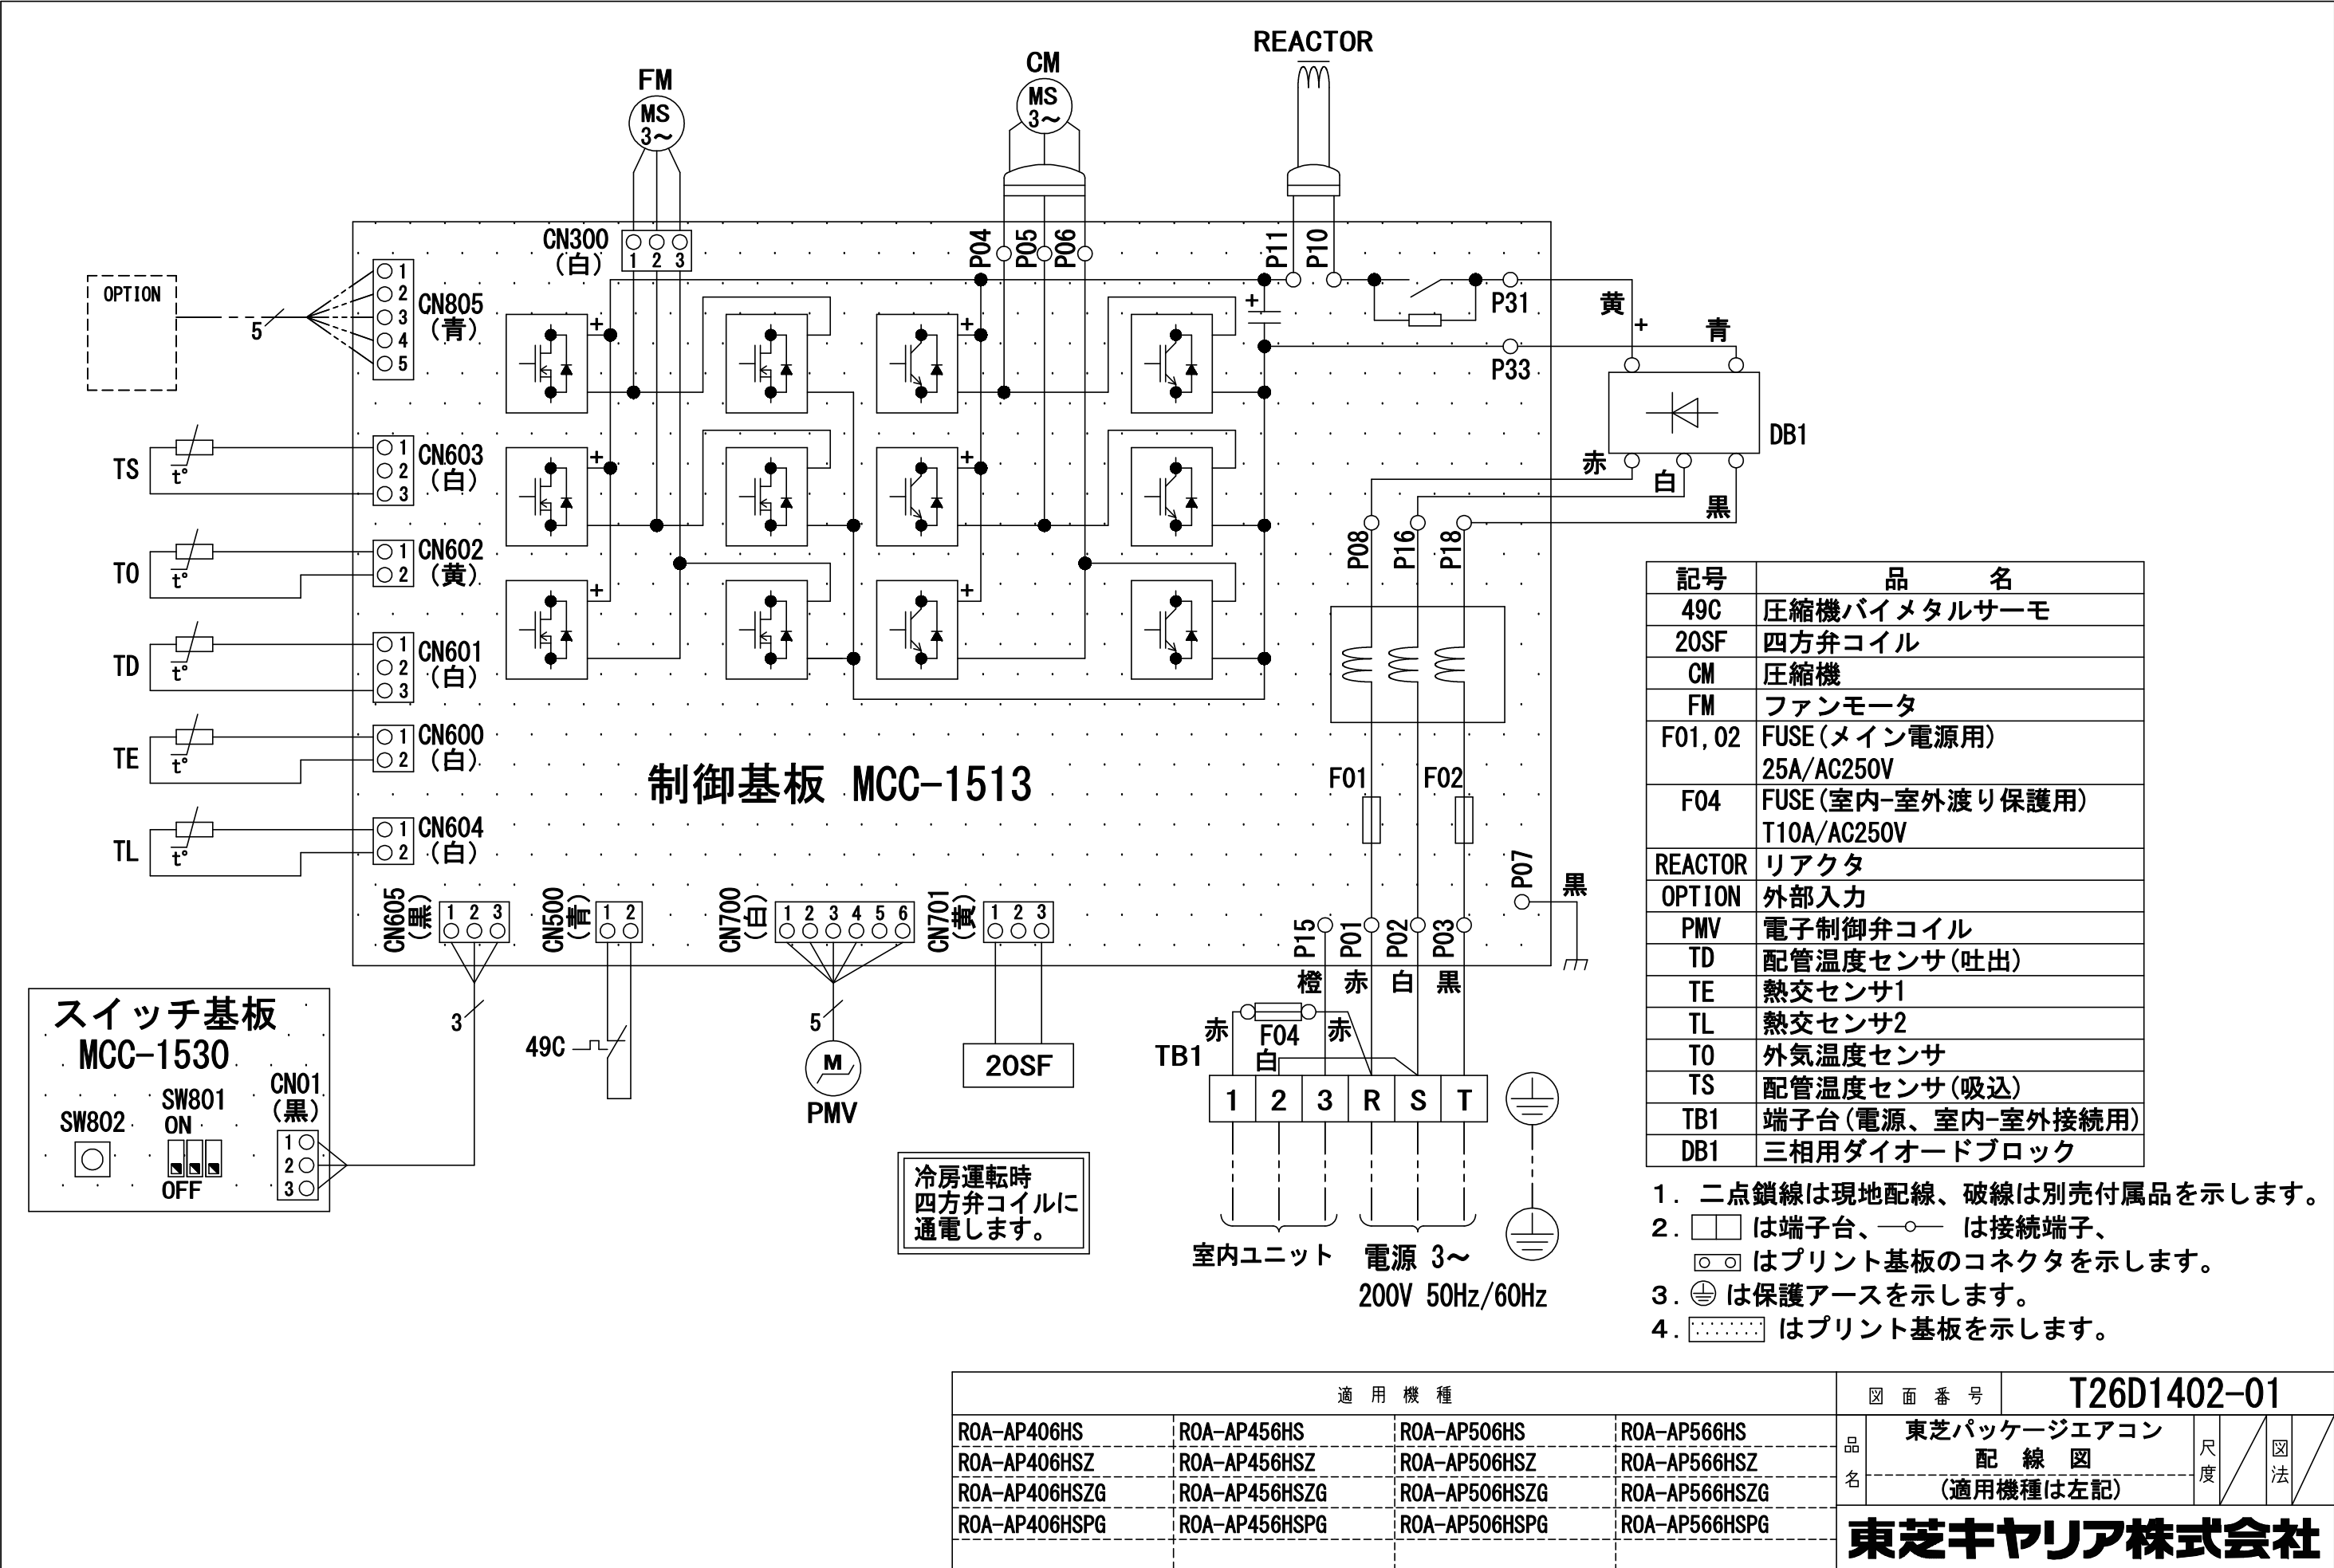 REACTOR
FM
MS
3～
CM
MS
3～
OPTION
5
CN805
(青)
1
2
3
4
5
CN300
(白)
1 2 3
P04
P05
P06
P11
P10
P31
P33
黄
+
青
DB1
赤
白
黒
+
+
+
+
+
+
+
TS
t°
1
2
3
CN603
(白)
TO
t°
1
2
CN602
(黄)
TD
t°
1
2
3
CN601
(白)
TE
t°
1
2
CN600
(白)
TL
t°
1
2
CN604
(白)
P08
P16
P18
F01
F02
P07
黒
制御基板 MCC-1513
CN605
(黒)
1 2 3
3
CN500
(青)
1 2
49C
CN700
(白)
1 2 3 4 5 6
5
M
PMV
CN701
(黄)
1 2 3
20SF
P15
P01
P02
P03
橙 赤 白 黒
赤
F04
赤
白
TB1
1 2 3 R S T
室内ユニット
電源 3～
200V 50Hz/60Hz
スイッチ基板
MCC-1530
SW802
SW801
ON
OFF
CN01
(黒)
1
2
3
冷房運転時
四方弁コイルに
通電します。
記号 品 名
49C 圧縮機バイメタルサーモ
20SF 四方弁コイル
CM 圧縮機
FM ファンモータ
F01,02 FUSE(メイン電源用)
25A/AC250V
F04 FUSE(室内-室外渡り保護用)
T10A/AC250V
REACTOR リアクタ
OPTION 外部入力
PMV 電子制御弁コイル
TD 配管温度センサ(吐出)
TE 熱交センサ1
TL 熱交センサ2
TO 外気温度センサ
TS 配管温度センサ(吸込)
TB1 端子台(電源、室内-室外接続用)
DB1 三相用ダイオードブロック
1. 二点鎖線は現地配線、破線は別売付属品を示します。
2. は端子台、 は接続端子、
はプリント基板のコネクタを示します。
3. は保護アースを示します。
4. はプリント基板を示します。
適用機種
ROA-AP406HS ROA-AP456HS ROA-AP506HS ROA-AP566HS
ROA-AP406HSZ ROA-AP456HSZ ROA-AP506HSZ ROA-AP566HSZ
ROA-AP406HSZG ROA-AP456HSZG ROA-AP506HSZG ROA-AP566HSZG
ROA-AP406HSPG ROA-AP456HSPG ROA-AP506HSPG ROA-AP566HSPG
図面番号 T26D1402-01
品名
東芝パッケージエアコン
配線図
(適用機種は左記)
尺度
図法
東芝キヤリア株式会社